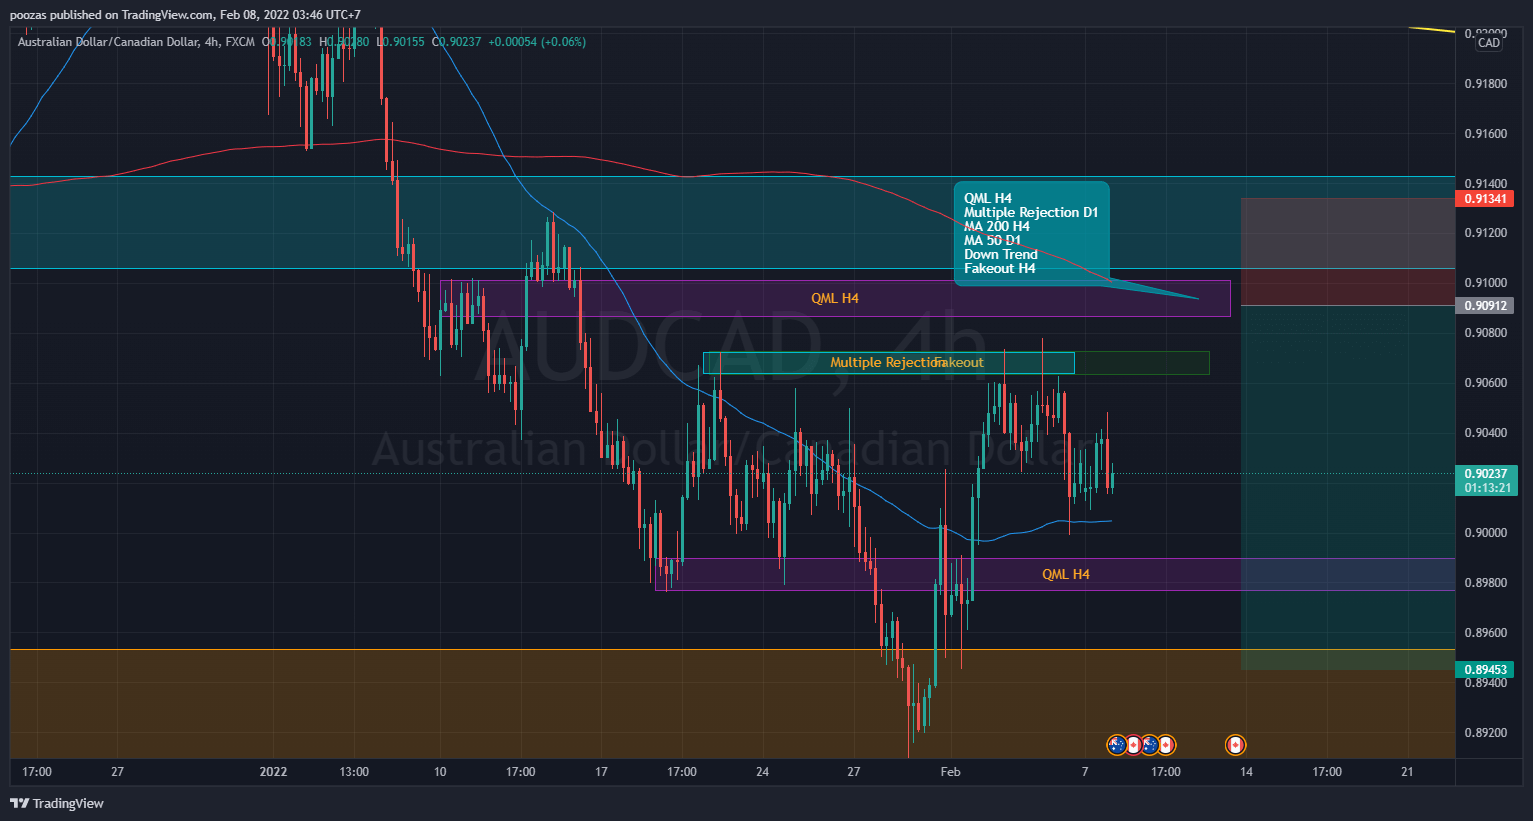 poozas published on TradingView.com, Feb 08, 2022 03:46 UTC+7
Australian Dollar/Canadian Dollar, 4h, FXCM O0.90183 H0.90280 L0.90155 C0.90237 +0.00054 (+0.06%)
0.92000
CAD
0.91800
0.91600
0.91400
0.91341
0.91200
0.91000
0.90912
0.90800
0.90600
0.90400
0.90237
01:13:21
0.90000
0.89800
0.89600
0.89453
0.89400
0.89200
QML H4
Multiple Rejection D1
MA 200 H4
MA 50 D1
Down Trend
Fakeout H4
QML H4
AUDCAD, 4h
Multiple Rejection
Fakeout
Australian Dollar/Canadian Dollar
QML H4
17:00 27 2022 13:00 10 17:00 17 17:00 24 27 Feb 7 17:00 14 17:00 21
TradingView